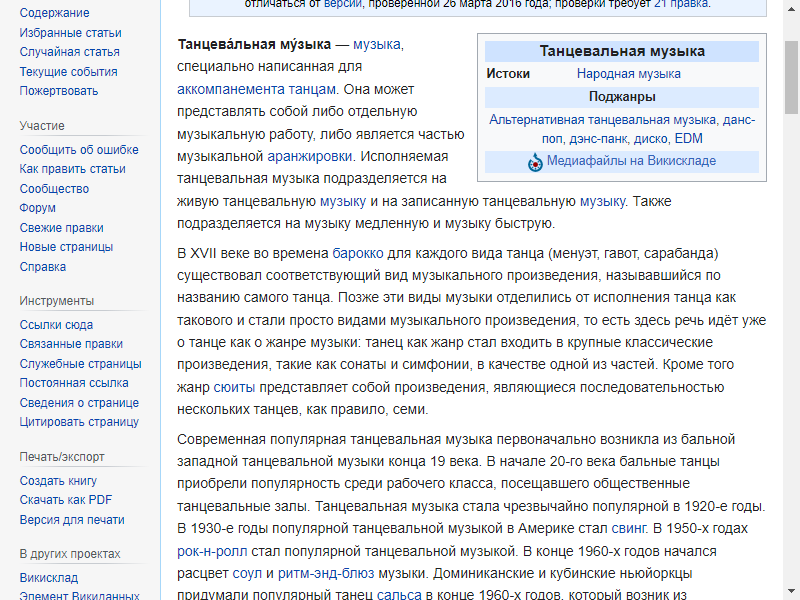 Содержание
Избранные статьи
Случайная статья
Текущие события
Пожертвовать
Участие
Сообщить об ошибке
Как править статьи
Сообщество
Форум
Свежие правки
Новые страницы
Справка
Инструменты
Ссылки сюда
Связанные правки
Служебные страницы
Постоянная ссылка
Сведения о странице
Цитировать страницу
Печать/экспорт
Создать книгу
Скачать как PDF
Версия для печати
В других проектах
Викисклад
Элемент Викиданных
отличаться от версии, проверенной 26 марта 2016 года; проверки требует 21 правка.
Танцева́льная му́зыка — музыка,
специально написанная для
аккомпанемента танцам. Она может
представлять собой либо отдельную
музыкальную работу, либо является частью
музыкальной аранжировки. Исполняемая
танцевальная музыка подразделяется на
живую танцевальную музыку и на записанную танцевальную музыку. Также
подразделяется на музыку медленную и музыку быструю.
Танцевальная музыка
Истоки Народная музыка
Поджанры
Альтернативная танцевальная музыка, данс-
поп, дэнс-панк, диско, EDM
Медиафайлы на Викискладе
В XVII веке во времена барокко для каждого вида танца (менуэт, гавот, сарабанда)
существовал соответствующий вид музыкального произведения, называвшийся по
названию самого танца. Позже эти виды музыки отделились от исполнения танца как
такового и стали просто видами музыкального произведения, то есть здесь речь идёт уже
о танце как о жанре музыки: танец как жанр стал входить в крупные классические
произведения, такие как сонаты и симфонии, в качестве одной из частей. Кроме того
жанр сюиты представляет собой произведения, являющиеся последовательностью
нескольких танцев, как правило, семи.
Современная популярная танцевальная музыка первоначально возникла из бальной
западной танцевальной музыки конца 19 века. В начале 20-го века бальные танцы
приобрели популярность среди рабочего класса, посещавшего общественные
танцевальные залы. Танцевальная музыка стала чрезвычайно популярной в 1920-е годы.
В 1930-е годы популярной танцевальной музыкой в Америке стал свинг. В 1950-х годах
рок-н-ролл стал популярной танцевальной музыкой. В конце 1960-х годов начался
расцвет соул и ритм-энд-блюз музыки. Доминиканские и кубинские ньюйоркцы
придумали популярный танец сальса в конце 1960-х годов, который возник из